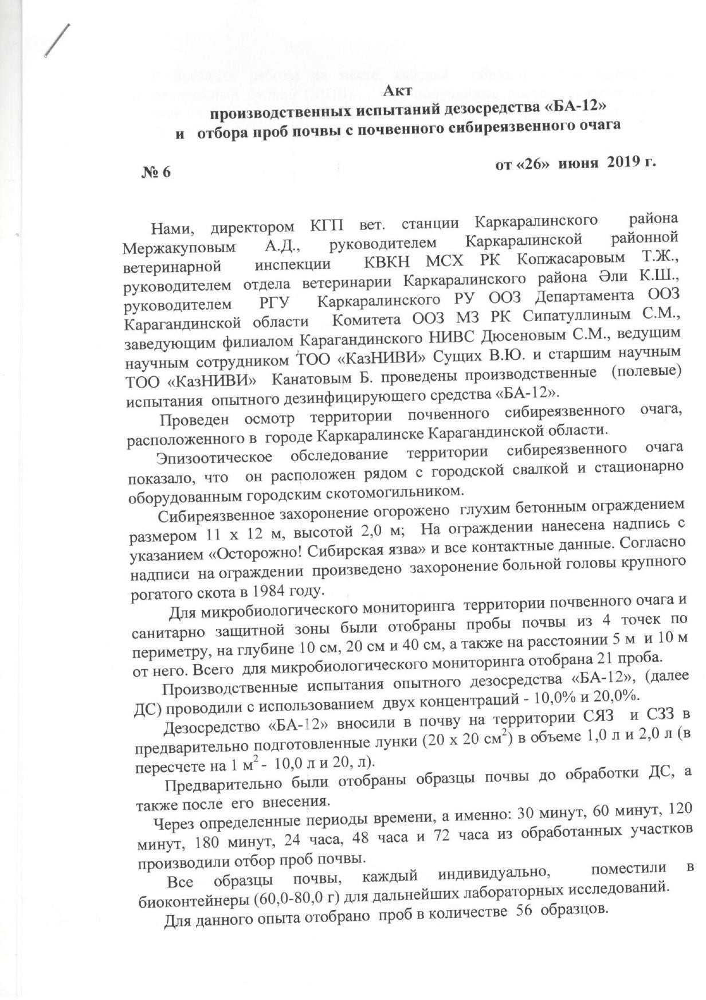 Акт
производственных испытаний дезосредства «БА-12»
и отбора проб почвы с почвенного сибиреязвенного очага
№ 6 от «26» июня 2019 г.
Нами, директором КГП вет. станции Каркаралинского района
Мержакуповым А.Д., руководителем Каркаралинской районной
ветеринарной инспекции КВКН МСХ РК Копжасаровым Т.Ж.,
руководителем отдела ветеринарии Каркаралинского района Әли К.Ш.,
руководителем РГУ Каркаралинского РУ ООЗ Департамента ООЗ
Карагандинской области Комитета ООЗ МЗ РК Сипатуллиным С.М.,
заведующим филиалом Карагандинского НИВС Дюсеновым С.М., ведущим
научным сотрудником ТОО «КазНИВИ» Сущих В.Ю. и старшим научным
ТОО «КазНИВИ» Канатовым Б. проведены производственные (полевые)
испытания опытного дезинфицирующего средства «БА-12».
Проведен осмотр территории почвенного сибиреязвенного очага,
расположенного в городе Каркаралинске Карагандинской области.
Эпизоотическое обследование территории сибиреязвенного очага
показало, что он расположен рядом с городской свалкой и стационарно
оборудованным городским скотомогильником.
Сибиреязвенное захоронение огорожено глухим бетонным ограждением
размером 11 х 12 м, высотой 2,0 м; На ограждении нанесена надпись с
указанием «Осторожно! Сибирская язва» и все контактные данные. Согласно
надписи на ограждении произведено захоронение больной головы крупного
рогатого скота в 1984 году.
Для микробиологического мониторинга территории почвенного очага и
санитарно защитной зоны были отобраны пробы почвы из 4 точек по
периметру, на глубине 10 см, 20 см и 40 см, а также на расстоянии 5 м и 10 м
от него. Всего для микробиологического мониторинга отобрана 21 проба.
Производственные испытания опытного дезосредства «БА-12», (далее
ДС) проводили с использованием двух концентраций - 10,0% и 20,0%.
Дезосредство «БА-12» вносили в почву на территории СЯЗ и СЗЗ в
предварительно подготовленные лунки (20 х 20 см²) в объеме 1,0 л и 2,0 л (в
пересчете на 1 м² - 10,0 л и 20, л).
Предварительно были отобраны образцы почвы до обработки ДС, а
также после его внесения.
Через определенные периоды времени, а именно: 30 минут, 60 минут, 120
минут, 180 минут, 24 часа, 48 часа и 72 часа из обработанных участков
производили отбор проб почвы.
Все образцы почвы, каждый индивидуально, поместили в
биоконтейнеры (60,0-80,0 г) для дальнейших лабораторных исследований.
Для данного опыта отобрано проб в количестве 56 образцов.